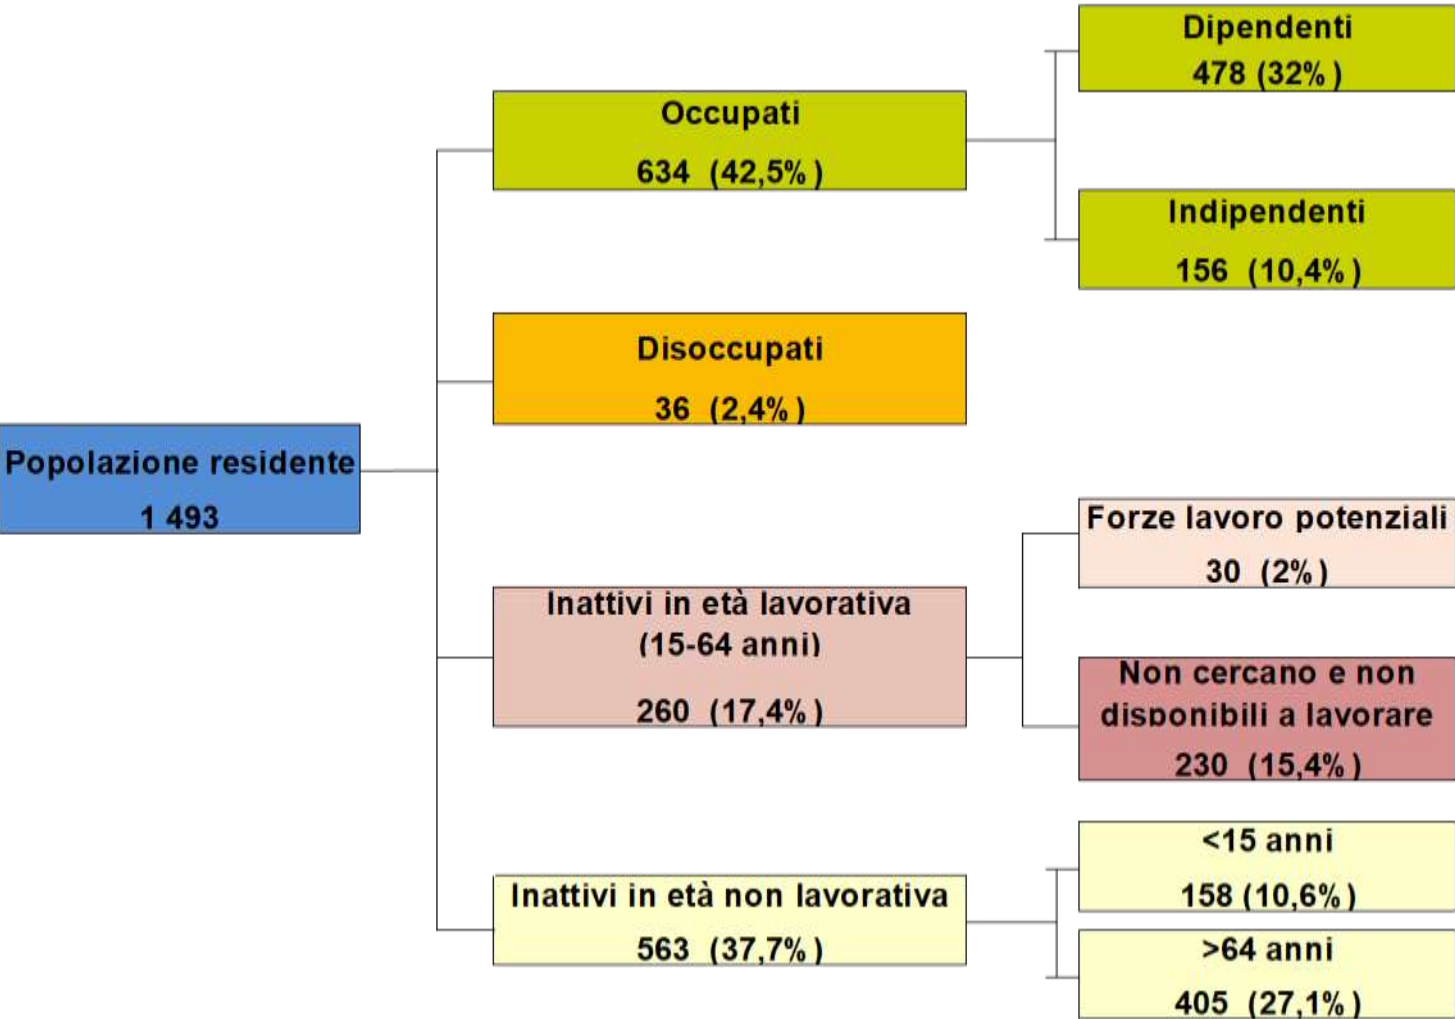 Popolazione residente
1 493
Occupati
634 (42,5%)
Dipendenti
478 (32%)
Indipendenti
156 (10,4%)
Disoccupati
36 (2,4%)
Inattivi in età lavorativa
(15-64 anni)
260 (17,4%)
Forze lavoro potenziali
30 (2%)
Non cercano e non
disponibili a lavorare
230 (15,4%)
Inattivi in età non lavorativa
563 (37,7%)
<15 anni
158 (10,6%)
>64 anni
405 (27,1%)